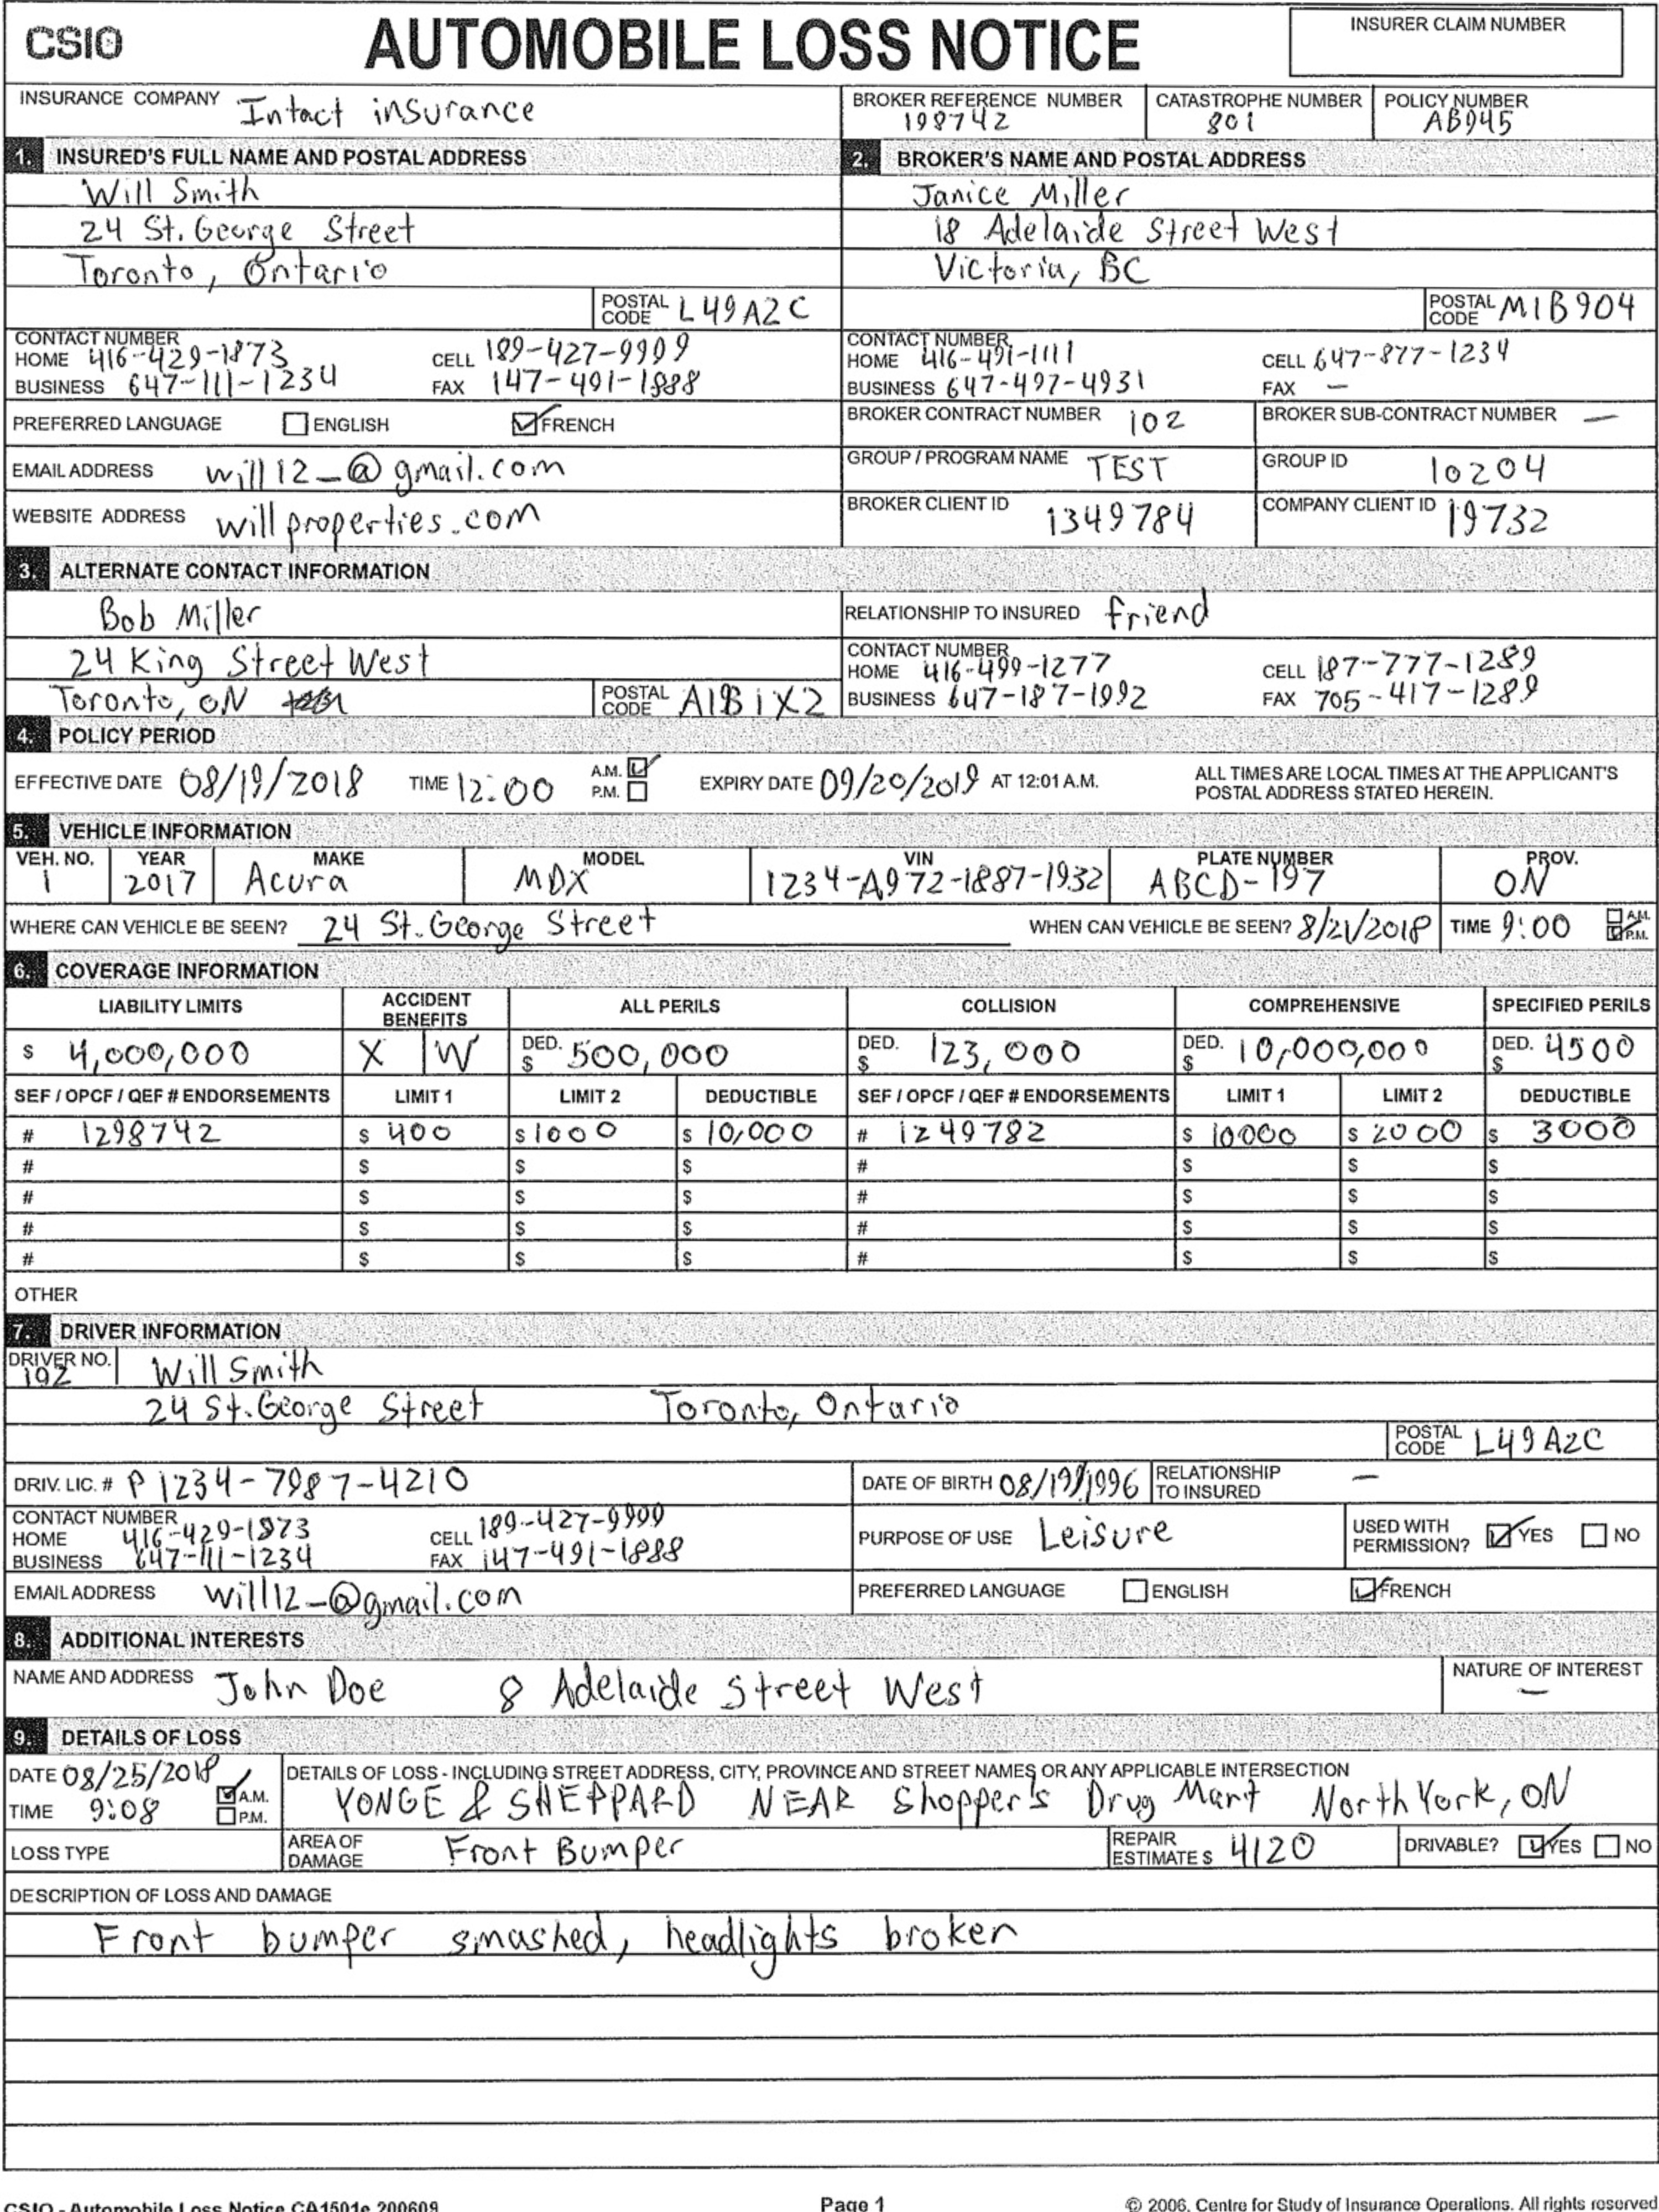 CSIO
AUTOMOBILE LOSS NOTICE
INSURER CLAIM NUMBER
INSURANCE COMPANY Intact insurance
BROKER REFERENCE NUMBER 198742
CATASTROPHE NUMBER 801
POLICY NUMBER AB945
1. INSURED'S FULL NAME AND POSTAL ADDRESS
Will Smith
24 St. George Street
Toronto, Ontario
POSTAL CODE L49A2C
CONTACT NUMBER
HOME 416-429-1873 CELL 189-427-9999
BUSINESS 647-111-1234 FAX 147-491-1888
PREFERRED LANGUAGE ENGLISH FRENCH
EMAIL ADDRESS will12_@gmail.com
WEBSITE ADDRESS willproperties.com
2. BROKER'S NAME AND POSTAL ADDRESS
Janice Miller
18 Adelaide Street West
Victoria, BC
POSTAL CODE M1B904
CONTACT NUMBER
HOME 416-491-1111 CELL 647-877-1234
BUSINESS 647-497-4931 FAX –
BROKER CONTRACT NUMBER 102 BROKER SUB-CONTRACT NUMBER –
GROUP / PROGRAM NAME TEST GROUP ID 10204
BROKER CLIENT ID 1349784 COMPANY CLIENT ID 19732
3. ALTERNATE CONTACT INFORMATION
Bob Miller
24 King Street West
Toronto, ON
POSTAL CODE A1B1X2
RELATIONSHIP TO INSURED friend
CONTACT NUMBER
HOME 416-499-1277 CELL 187-777-1289
BUSINESS 647-187-1992 FAX 705-417-1289
4. POLICY PERIOD
EFFECTIVE DATE 08/19/2018 TIME 12:00 A.M. P.M. EXPIRY DATE 09/20/2019 AT 12:01 A.M.
ALL TIMES ARE LOCAL TIMES AT THE APPLICANT'S
POSTAL ADDRESS STATED HEREIN.
5. VEHICLE INFORMATION
VEH. NO. YEAR MAKE MODEL VIN PLATE NUMBER PROV.
1 2017 Acura MDX 1234-A972-1887-1932 ABCD-197 ON
WHERE CAN VEHICLE BE SEEN? 24 St. George Street WHEN CAN VEHICLE BE SEEN? 8/21/2018 TIME 9:00 A.M. P.M.
6. COVERAGE INFORMATION
LIABILITY LIMITS ACCIDENT BENEFITS ALL PERILS COLLISION COMPREHENSIVE SPECIFIED PERILS
$ 4,000,000 X W DED. $ 500,000 DED. $ 123,000 DED. $ 10,000,000 DED. $ 4500
SEF / OPCF / QEF # ENDORSEMENTS LIMIT 1 LIMIT 2 DEDUCTIBLE SEF / OPCF / QEF # ENDORSEMENTS LIMIT 1 LIMIT 2 DEDUCTIBLE
# 1298742 $ 400 $ 1000 $ 10,000 # 1249782 $ 10000 $ 2000 $ 3000
# $ $ $ # $ $ $
# $ $ $ # $ $ $
# $ $ $ # $ $ $
# $ $ $ # $ $ $
OTHER
7. DRIVER INFORMATION
DRIVER NO. 192 Will Smith
24 St. George Street Toronto, Ontario
POSTAL CODE L49A2C
DRIV. LIC. # P1234-7987-4210 DATE OF BIRTH 08/19/1996 RELATIONSHIP TO INSURED –
CONTACT NUMBER
HOME 416-429-1873 CELL 189-427-9999
BUSINESS 647-111-1234 FAX 147-491-1888
PURPOSE OF USE Leisure USED WITH PERMISSION? YES NO
EMAIL ADDRESS will12_@gmail.com PREFERRED LANGUAGE ENGLISH FRENCH
8. ADDITIONAL INTERESTS
NAME AND ADDRESS John Doe 8 Adelaide Street West NATURE OF INTEREST –
9. DETAILS OF LOSS
DATE 08/25/2018
TIME 9:08 A.M. P.M.
DETAILS OF LOSS - INCLUDING STREET ADDRESS, CITY, PROVINCE AND STREET NAMES OR ANY APPLICABLE INTERSECTION
YONGE & SHEPPARD NEAR Shopper's Drug Mart North York, ON
LOSS TYPE AREA OF DAMAGE Front Bumper REPAIR ESTIMATE $ 4120 DRIVABLE? YES NO
DESCRIPTION OF LOSS AND DAMAGE
Front bumper smashed, headlights broken
CSIO - Automobile Loss Notice CA1501e 200609 Page 1 © 2006, Centre for Study of Insurance Operations. All rights reserved